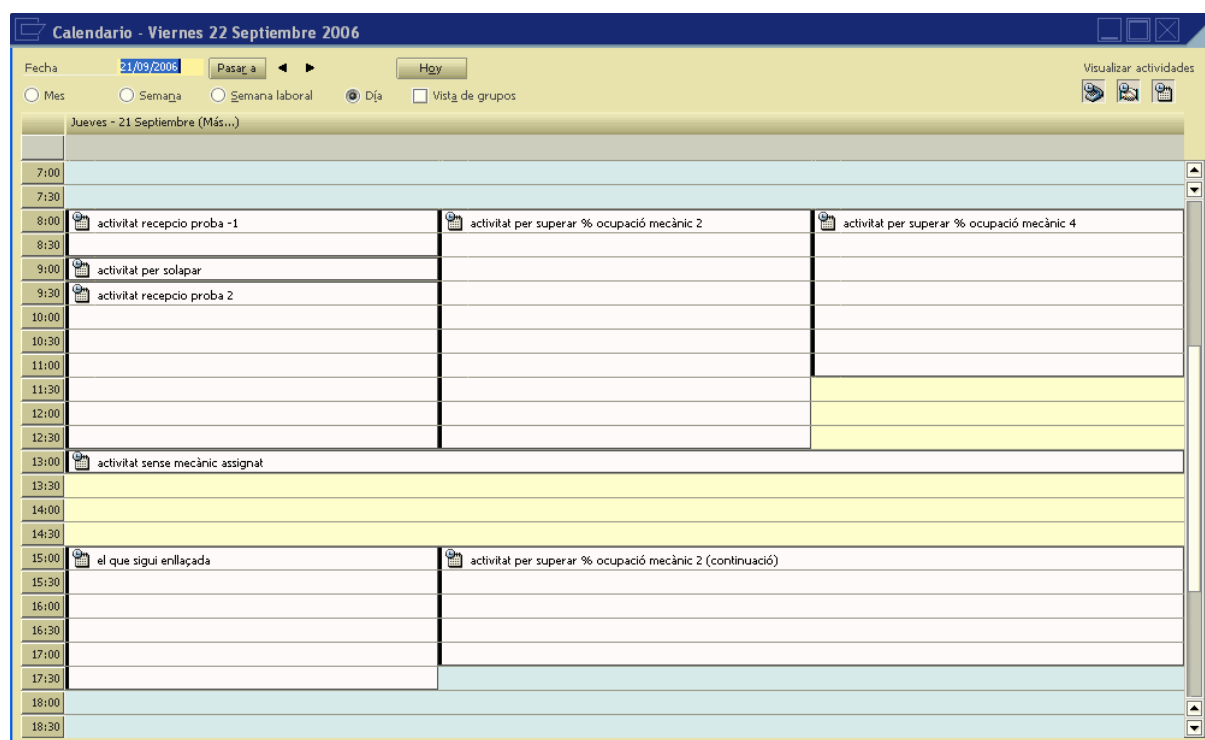 Calendario - Viernes 22 Septiembre 2006
Fecha 21/09/2006 Pasar a Hoy Visualizar actividades
Mes Semana Semana laboral Día Vista de grupos
Jueves - 21 Septiembre (Más...)
7:00
7:30
8:00 activitat recepcio proba -1 activitat per superar % ocupació mecànic 2 activitat per superar % ocupació mecànic 4
8:30
9:00 activitat per solapar
9:30 activitat recepcio proba 2
10:00
10:30
11:00
11:30
12:00
12:30
13:00 activitat sense mecànic assignat
13:30
14:00
14:30
15:00 el que sigui enllaçada activitat per superar % ocupació mecànic 2 (continuació)
15:30
16:00
16:30
17:00
17:30
18:00
18:30